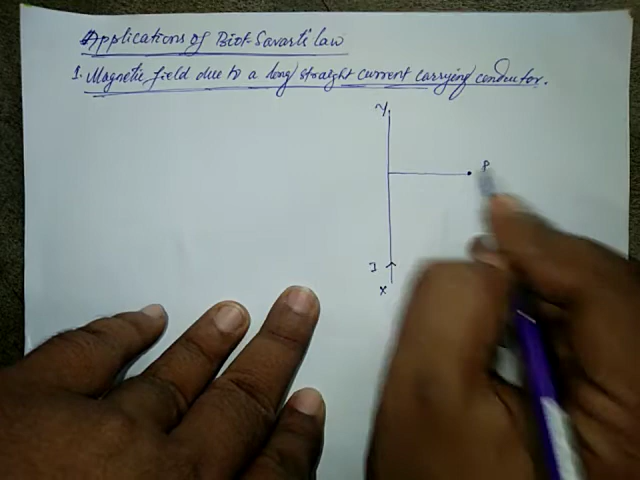 Applications of Biot-Savart's law
1. Magnetic field due to a long straight current carrying conductor.
Y
P
I
X